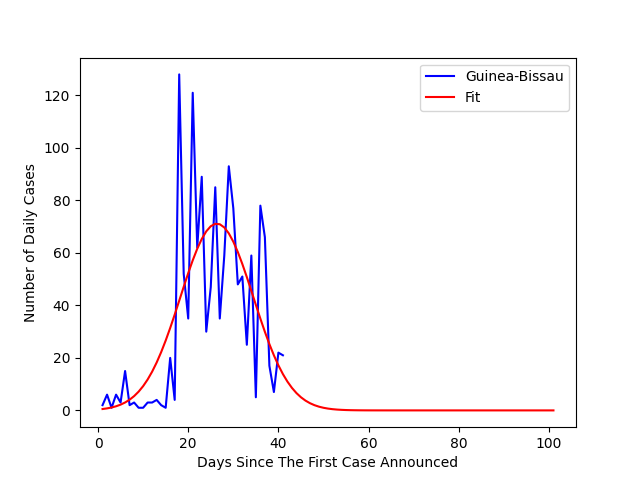 Guinea-Bissau
Fit
120
100
80
60
40
20
0
Number of Daily Cases
0 20 40 60 80 100
Days Since The First Case Announced